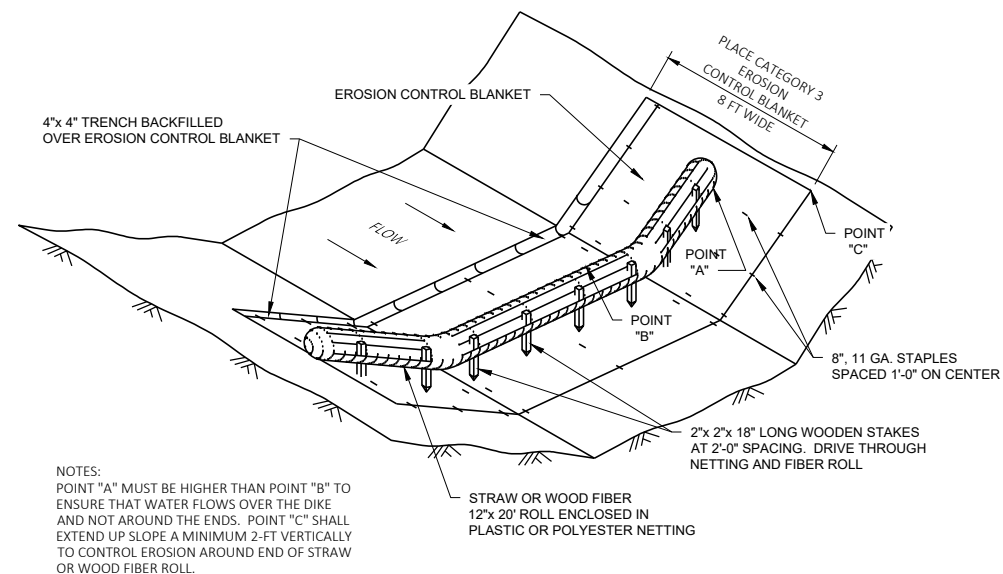 PLACE CATEGORY 3
EROSION
CONTROL BLANKET
8 FT WIDE
EROSION CONTROL BLANKET
4"x 4" TRENCH BACKFILLED
OVER EROSION CONTROL BLANKET
FLOW
POINT
"C"
POINT
"A"
POINT
"B"
8", 11 GA. STAPLES
SPACED 1'-0" ON CENTER
2"x 2"x 18" LONG WOODEN STAKES
AT 2'-0" SPACING. DRIVE THROUGH
NETTING AND FIBER ROLL
STRAW OR WOOD FIBER
12"x 20' ROLL ENCLOSED IN
PLASTIC OR POLYESTER NETTING
NOTES:
POINT "A" MUST BE HIGHER THAN POINT "B" TO
ENSURE THAT WATER FLOWS OVER THE DIKE
AND NOT AROUND THE ENDS. POINT "C" SHALL
EXTEND UP SLOPE A MINIMUM 2-FT VERTICALLY
TO CONTROL EROSION AROUND END OF STRAW
OR WOOD FIBER ROLL.